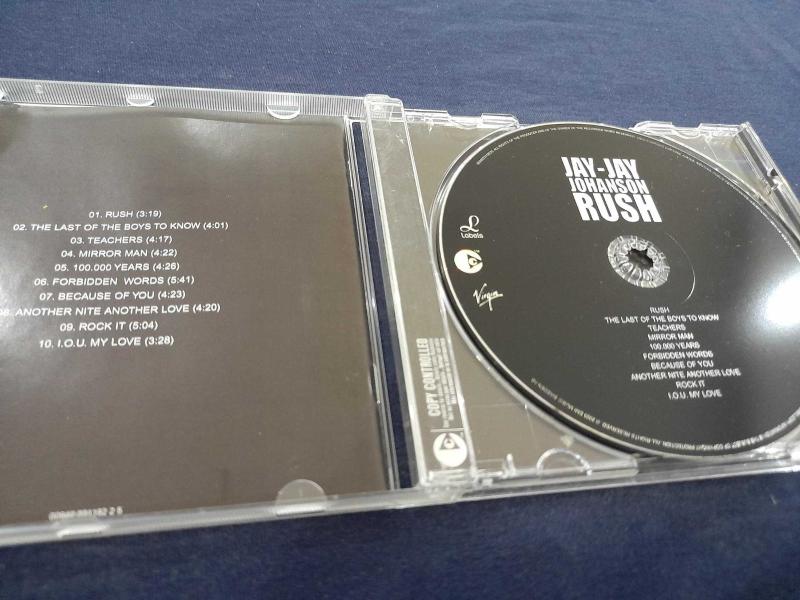 01. RUSH (3:19)
02. THE LAST OF THE BOYS TO KNOW (4:01)
03. TEACHERS (4:17)
04. MIRROR MAN (4:22)
05. 100.000 YEARS (4:26)
06. FORBIDDEN WORDS (5:41)
07. BECAUSE OF YOU (4:23)
08. ANOTHER NITE ANOTHER LOVE (4:20)
09. ROCK IT (5:04)
10. I.O.U. MY LOVE (3:28)
COPY CONTROLLED
JAY-JAY
JOHANSON
RUSH
Labels
Virgin
RUSH
THE LAST OF THE BOYS TO KNOW
TEACHERS
MIRROR MAN
100.000 YEARS
FORBIDDEN WORDS
BECAUSE OF YOU
ANOTHER NITE ANOTHER LOVE
ROCK IT
I.O.U. MY LOVE